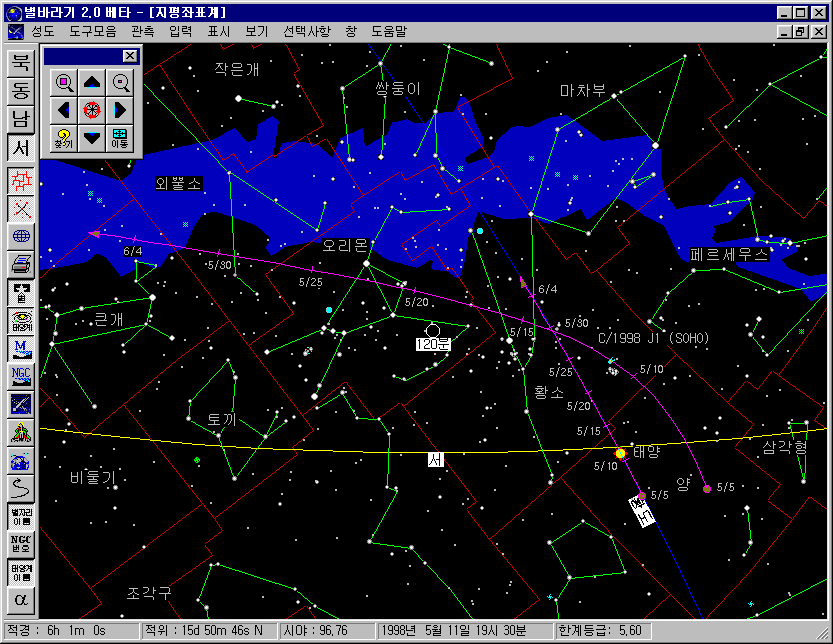 별바라기 2.0 베타 - [지평좌표계]
성도 도구모음 관측 입력 표시 보기 선택사항 창 도움말
북
동
남
서
찾기
이동
태양계
M
NGC
별자리
이름
NGC
번호
태양계
이름
α
작은개
쌍둥이
마차부
외뿔소
오리온
페르세우스
6/4
5/30
5/25
5/20
6/4
5/30
5/15
큰개
120분
C/1998 J1 (SOHO)
5/10
5/25
황소
5/20
토끼
5/15
서
태양
삼각형
5/10
비둘기
양
5/5
5/5
조각구
적경 : 6h 1m 0s
적위 : 15d 50m 46s N
시야 : 96.76
1998년 5월 11일 19시 30분
한계등급: 5.60